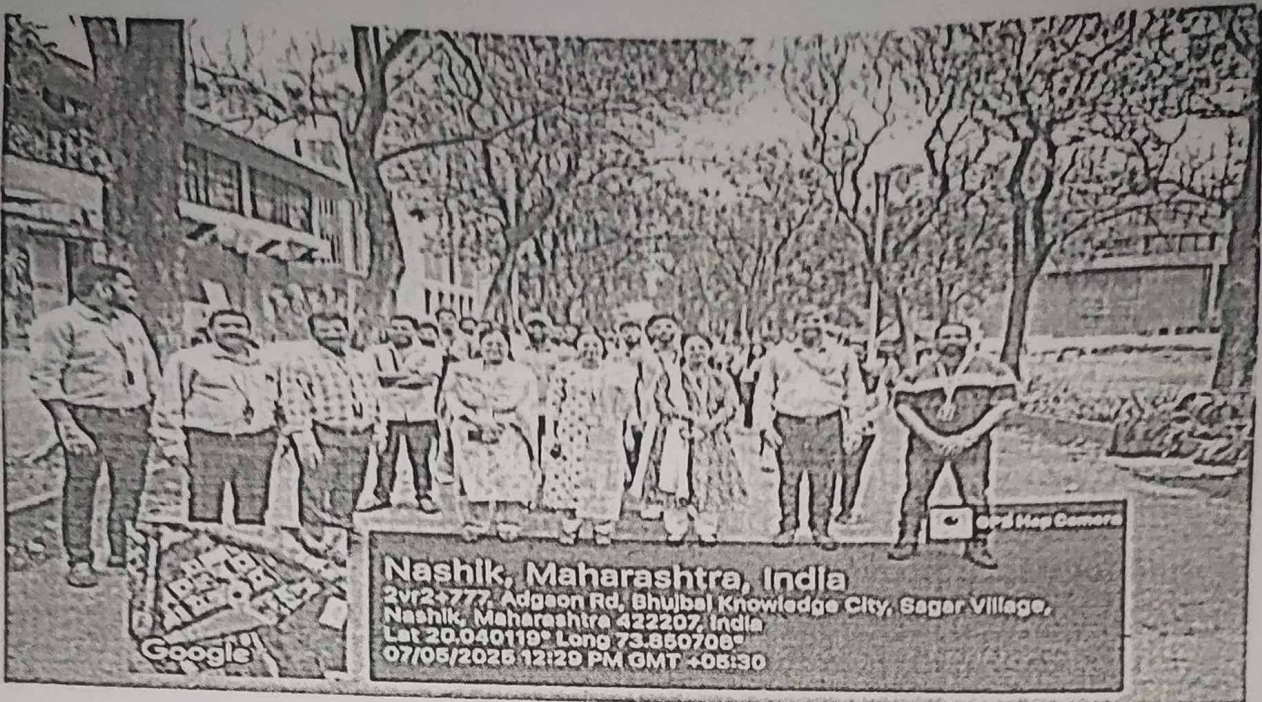 GPS Map Camera
Nashik, Maharashtra, India
2vr2+777, Adgaon Rd, Bhujbal Knowledge City, Sagar Village,
Nashik, Maharashtra 422207, India
Lat 20.040119° Long 73.850706°
07/05/2025 12:29 PM GMT +05:30
Google